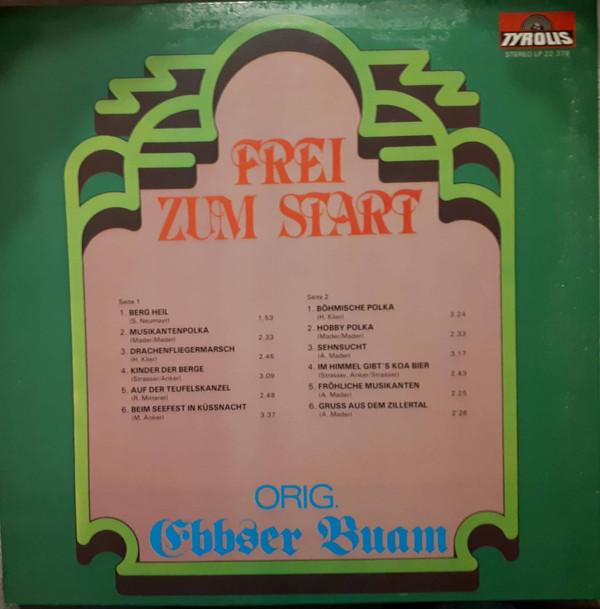 TYROLIS
STEREO LP 22 378
FREI
ZUM START
Seite 1
1. BERG HEIL
(S. Neumayr) 1.53
2. MUSIKANTENPOLKA
(Mader/Mader) 2.33
3. DRACHENFLIEGERMARSCH
(H. Klier) 2.46
4. KINDER DER BERGE
(Strasser/Anker) 3.09
5. AUF DER TEUFELSKANZEL
(R. Mitterer) 2.48
6. BEIM SEEFEST IN KÜSSNACHT
(M. Anker) 3.37
Seite 2
1. BÖHMISCHE POLKA
(H. Klier) 3.24
2. HOBBY POLKA
(Mader/Mader) 2.33
3. SEHNSUCHT
(A. Mader) 3.17
4. IM HIMMEL GIBT`S KOA BIER
(Strasser, Anker/Strasser) 2.43
5. FRÖHLICHE MUSIKANTEN
(A. Mader) 2.25
6. GRUSS AUS DEM ZILLERTAL
(A. Mader) 2'26
ORIG.
Ebbser Buam